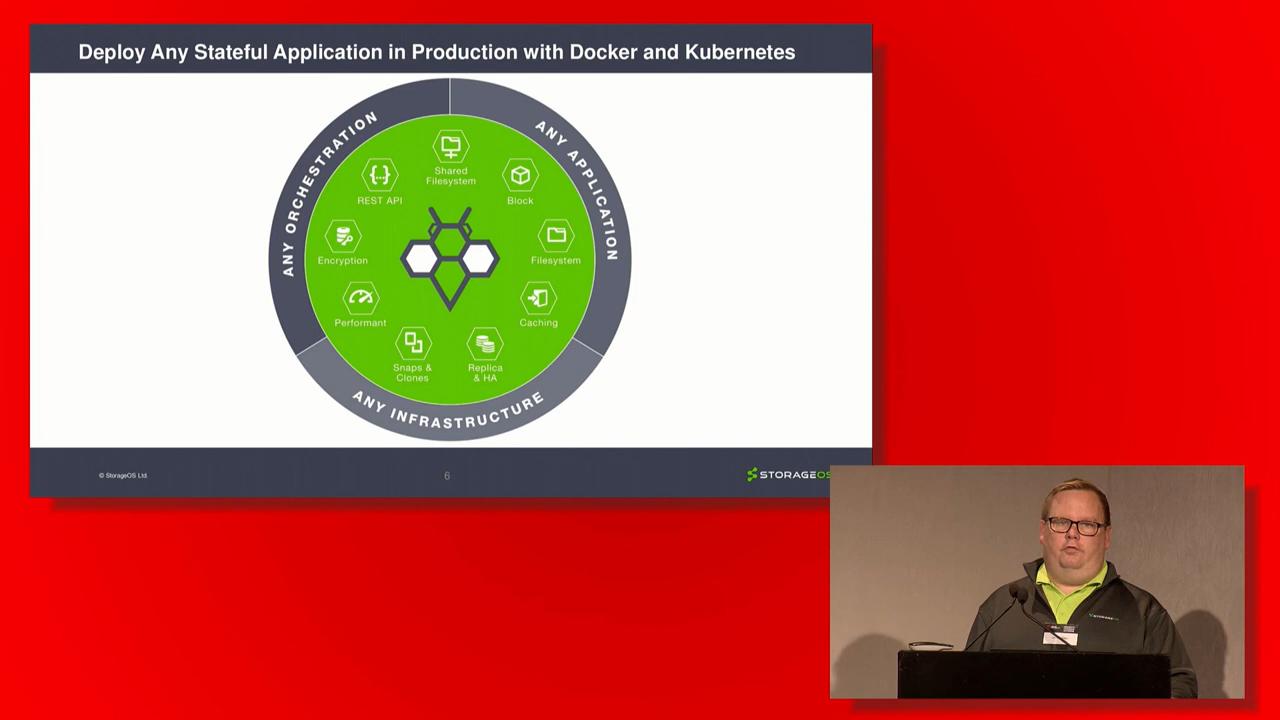 Deploy Any Stateful Application in Production with Docker and Kubernetes
ANY ORCHESTRATION
ANY APPLICATION
Shared
Filesystem
REST API
Block
Encryption
Filesystem
Performant
Caching
Snaps &
Clones
Replica
& HA
ANY INFRASTRUCTURE
© StorageOS Ltd.
6
STORAGEOS
STORAGEOS